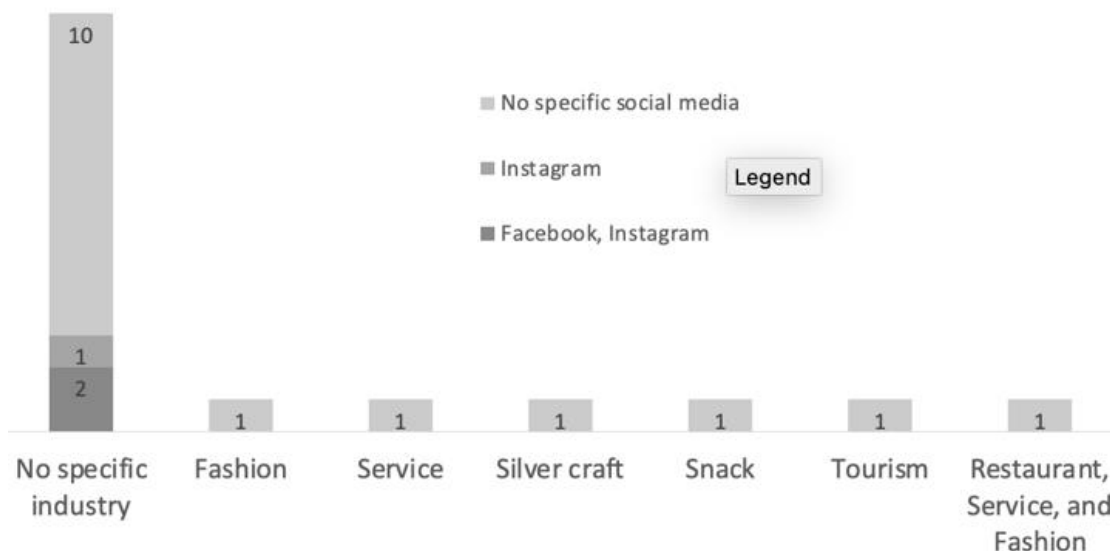 10
No specific social media
Instagram
Legend
Facebook, Instagram
1
2
1
1
1
1
1
1
No specific
industry
Fashion
Service
Silver craft
Snack
Tourism
Restaurant,
Service, and
Fashion